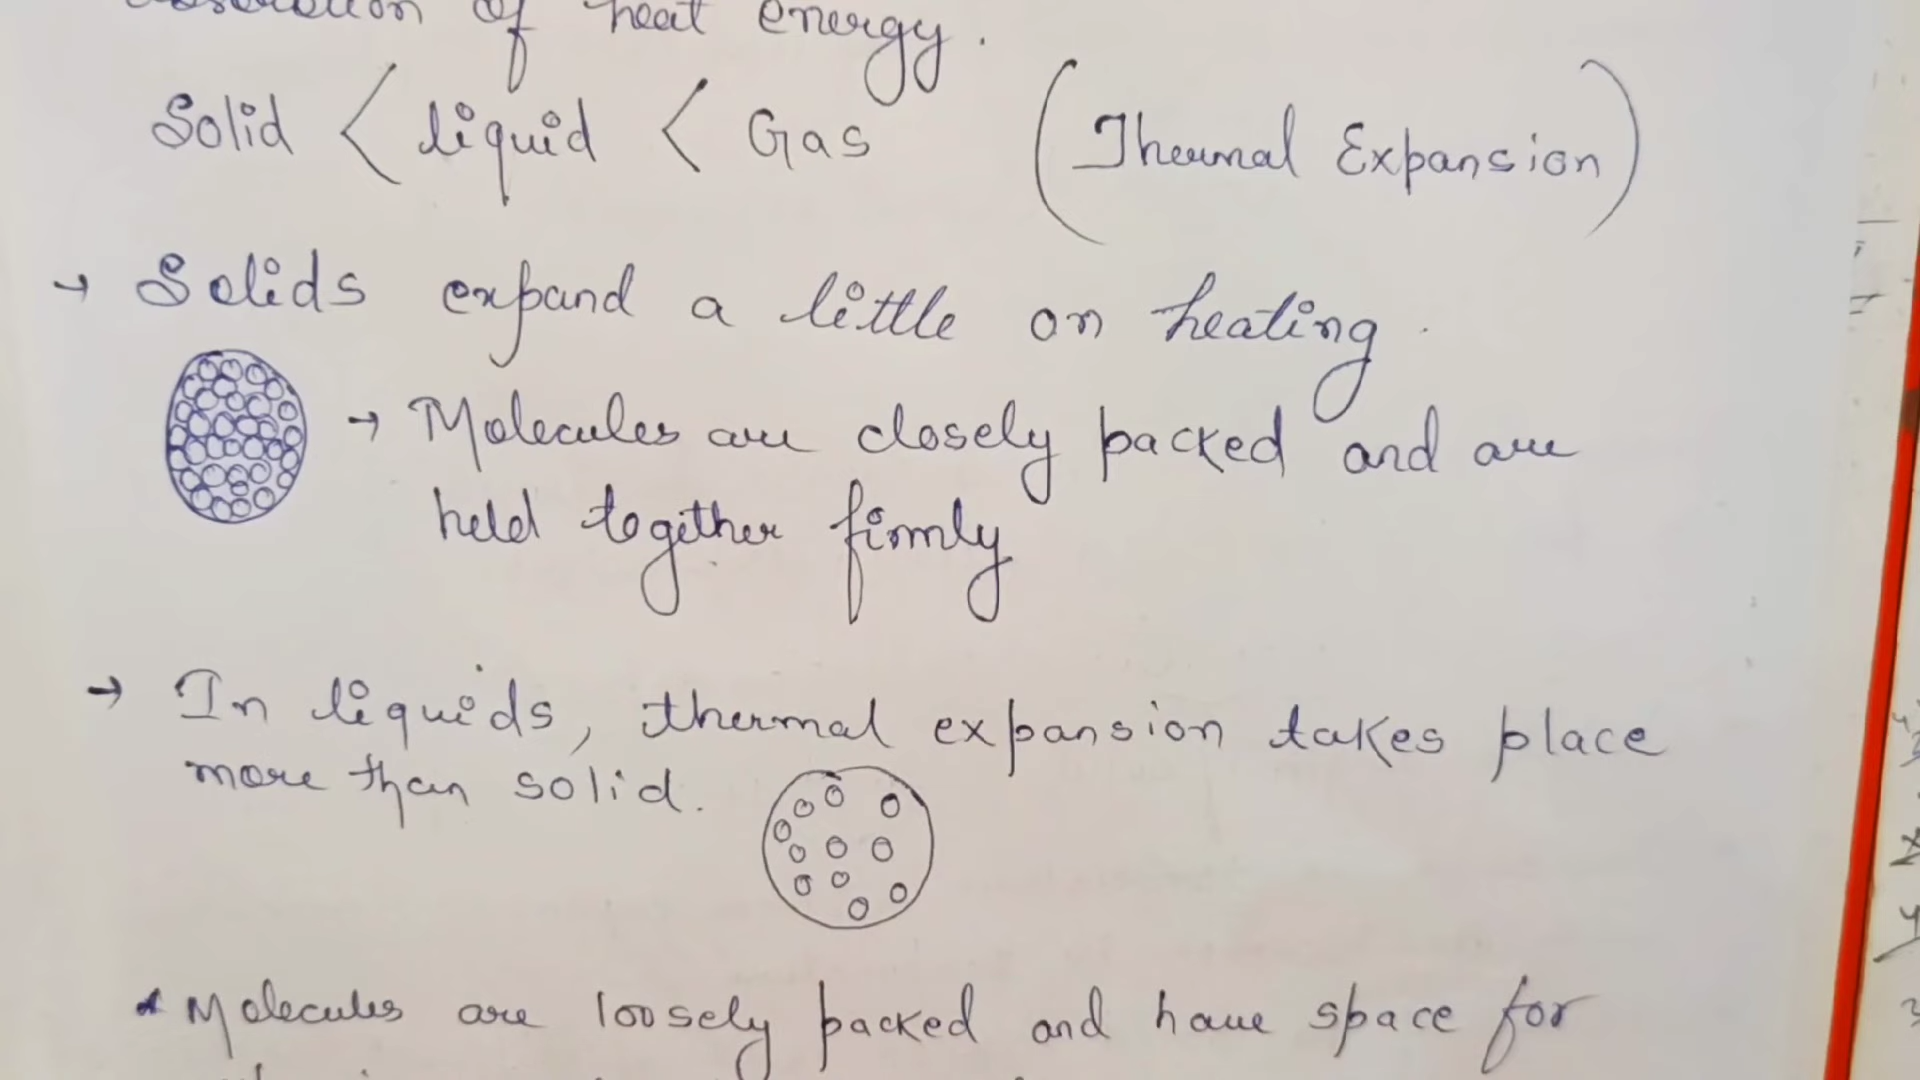 of heat energy.
Solid < liquid < Gas (Thermal Expansion)
→ Solids expand a little on heating.
→ Molecules are closely packed and are
held together firmly
→ In liquids, thermal expansion takes place
more than solid.
Molecules are loosely packed and have space for